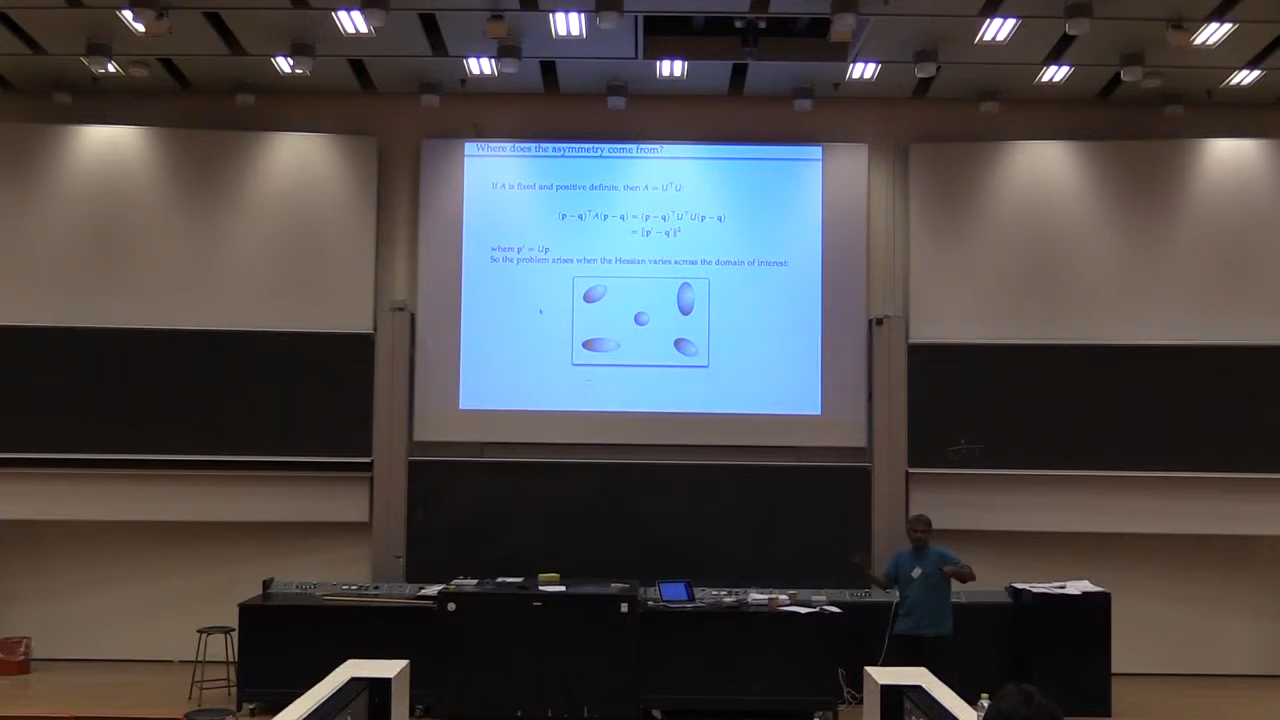 Where does the asymmetry come from?
If A is fixed and positive definite, then A = U⊤U:
(p − q)⊤A(p − q) = (p − q)⊤U⊤U(p − q)
= ‖p′ − q′‖²
where p′ = Up.
So the problem arises when the Hessian varies across the domain of interest.